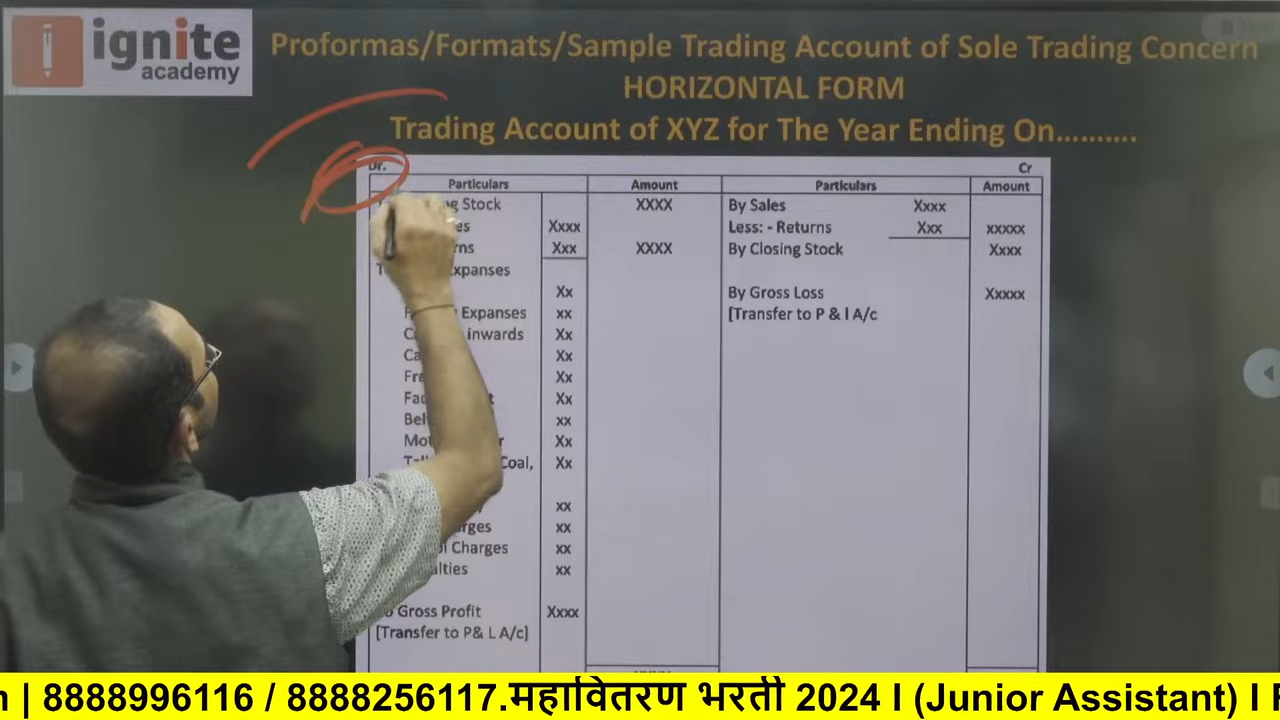 ignite
academy
Proformas/Formats/Sample Trading Account of Sole Trading Concern
HORIZONTAL FORM
Trading Account of XYZ for The Year Ending On..........
Dr. Cr
Particulars Amount Particulars Amount
Stock XXXX By Sales Xxxx
Xxxx Less: - Returns Xxx xxxxx
Xxx XXXX By Closing Stock Xxxx
Expanses
Xx By Gross Loss Xxxxx
Expanses xx [Transfer to P & l A/c
inwards Xx
Xx
Xx
Xx
xx
Xx
Coal, Xx
xx
xx
Charges xx
xx
Gross Profit Xxxx
[Transfer to P& L A/c]
| 8888996116 / 8888256117.महावितरण भरती 2024 I (Junior Assistant) I